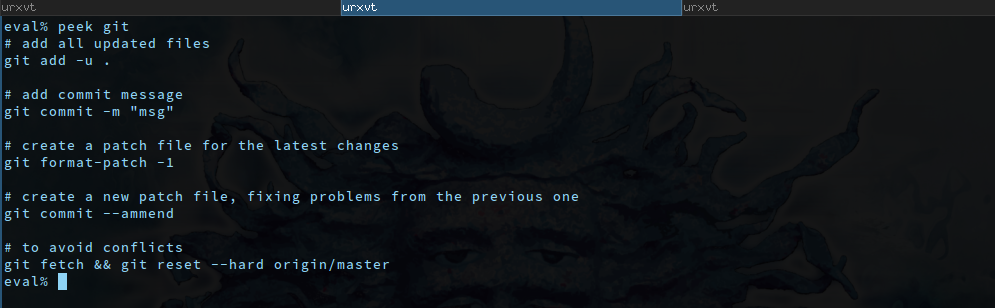 urxvt
urxvt
urxvt
eval% peek git
# add all updated files
git add -u .
# add commit message
git commit -m "msg"
# create a patch file for the latest changes
git format-patch -1
# create a new patch file, fixing problems from the previous one
git commit --ammend
# to avoid conflicts
git fetch && git reset --hard origin/master
eval%